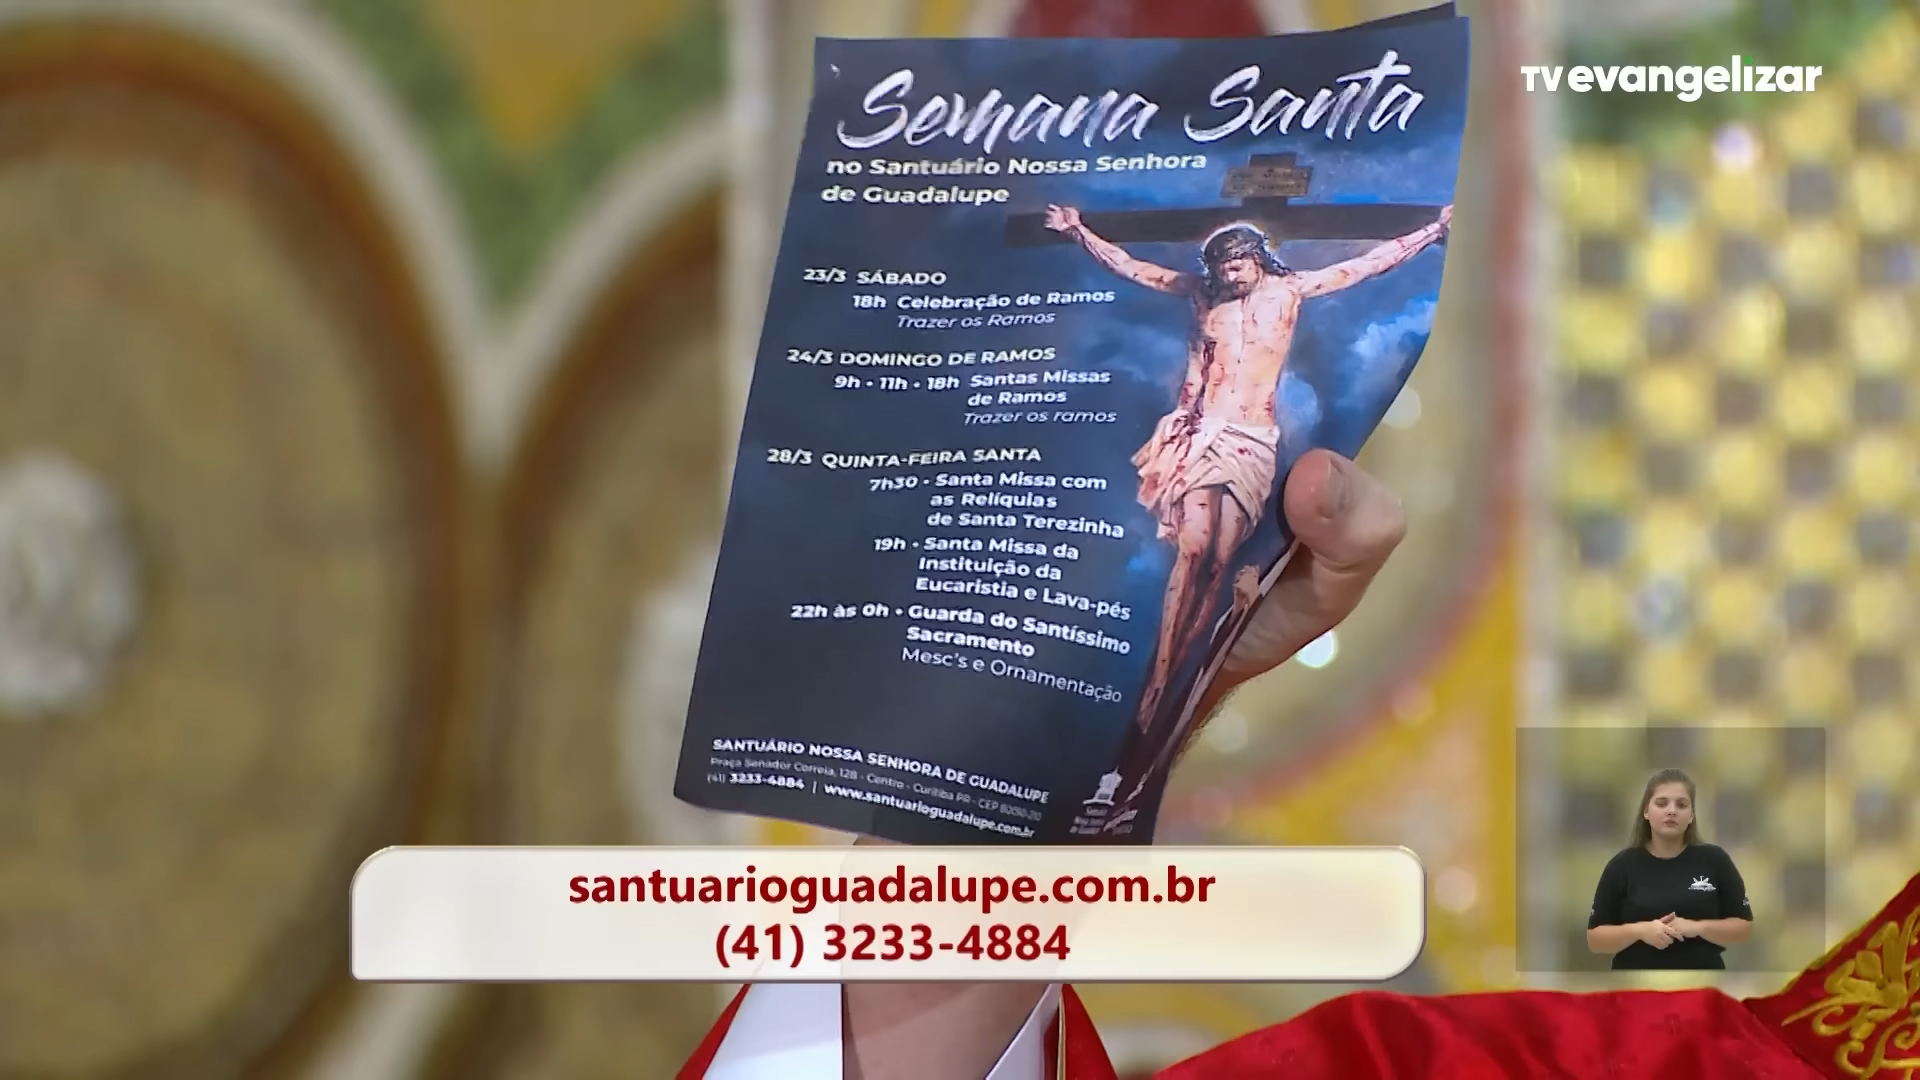 TV evangelizar
Semana Santa
no Santuário Nossa Senhora
de Guadalupe
23/3 SÁBADO
18h Celebração de Ramos
Trazer os Ramos
24/3 DOMINGO DE RAMOS
9h • 11h • 18h Santas Missas
de Ramos
Trazer os ramos
28/3 QUINTA-FEIRA SANTA
7h30 • Santa Missa com
as Relíquias
de Santa Terezinha
19h • Santa Missa da
Instituição da
Eucaristia e Lava-pés
22h às 0h • Guarda do Santíssimo
Sacramento
Mesc's e Ornamentação
SANTUÁRIO NOSSA SENHORA DE GUADALUPE
Praça Senador Correia, 128 - Centro - Curitiba PR - CEP
(41) 3233-4884 | www.santuarioguadalupe.com.br
santuarioguadalupe.com.br
(41) 3233-4884